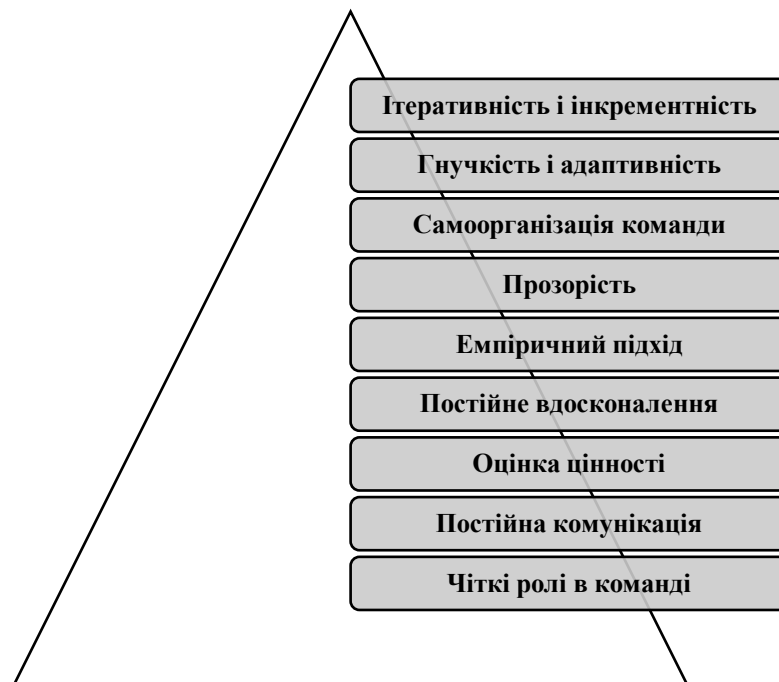 Ітеративність і інкрементність
Гнучкість і адаптивність
Самоорганізація команди
Прозорість
Емпіричний підхід
Постійне вдосконалення
Оцінка цінності
Постійна комунікація
Чіткі ролі в команді